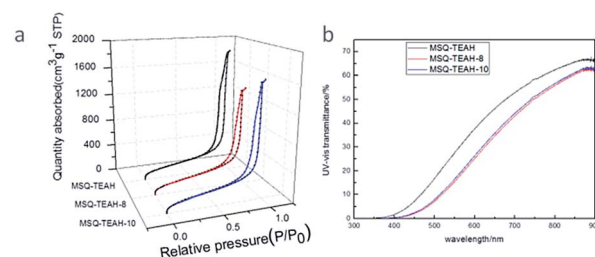 a
Quantity absorbed(cm³g⁻¹ STP)
2000
1600
1200
800
400
0
MSQ-TEAH
MSQ-TEAH-8
MSQ-TEAH-10
0.0
0.5
1.0
Relative pressure(P/P₀)
b
UV-vis transmittance/%
70
60
50
40
30
20
10
0
MSQ-TEAH
MSQ-TEAH-8
MSQ-TEAH-10
300 400 500 600 700 800 900
wavelength/nm